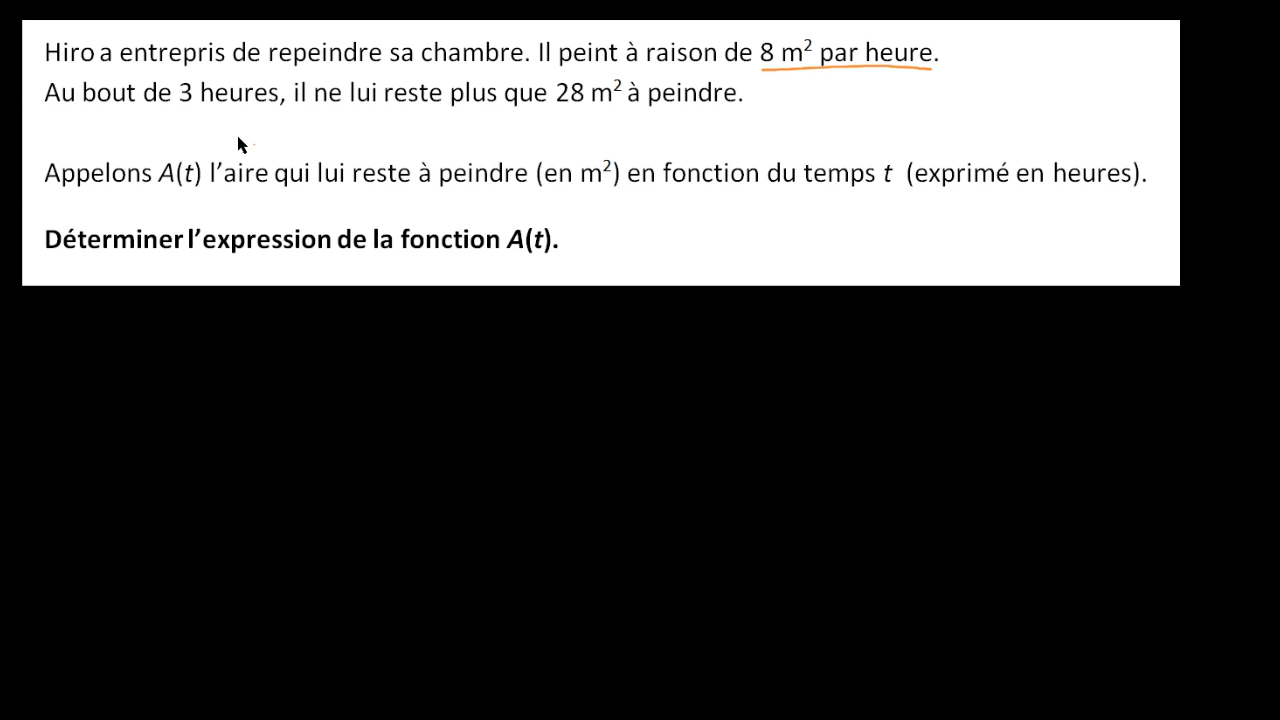 Hiro a entrepris de repeindre sa chambre. Il peint à raison de 8 m² par heure.
Au bout de 3 heures, il ne lui reste plus que 28 m² à peindre.
Appelons A(t) l’aire qui lui reste à peindre (en m²) en fonction du temps t (exprimé en heures).
Déterminer l’expression de la fonction A(t).